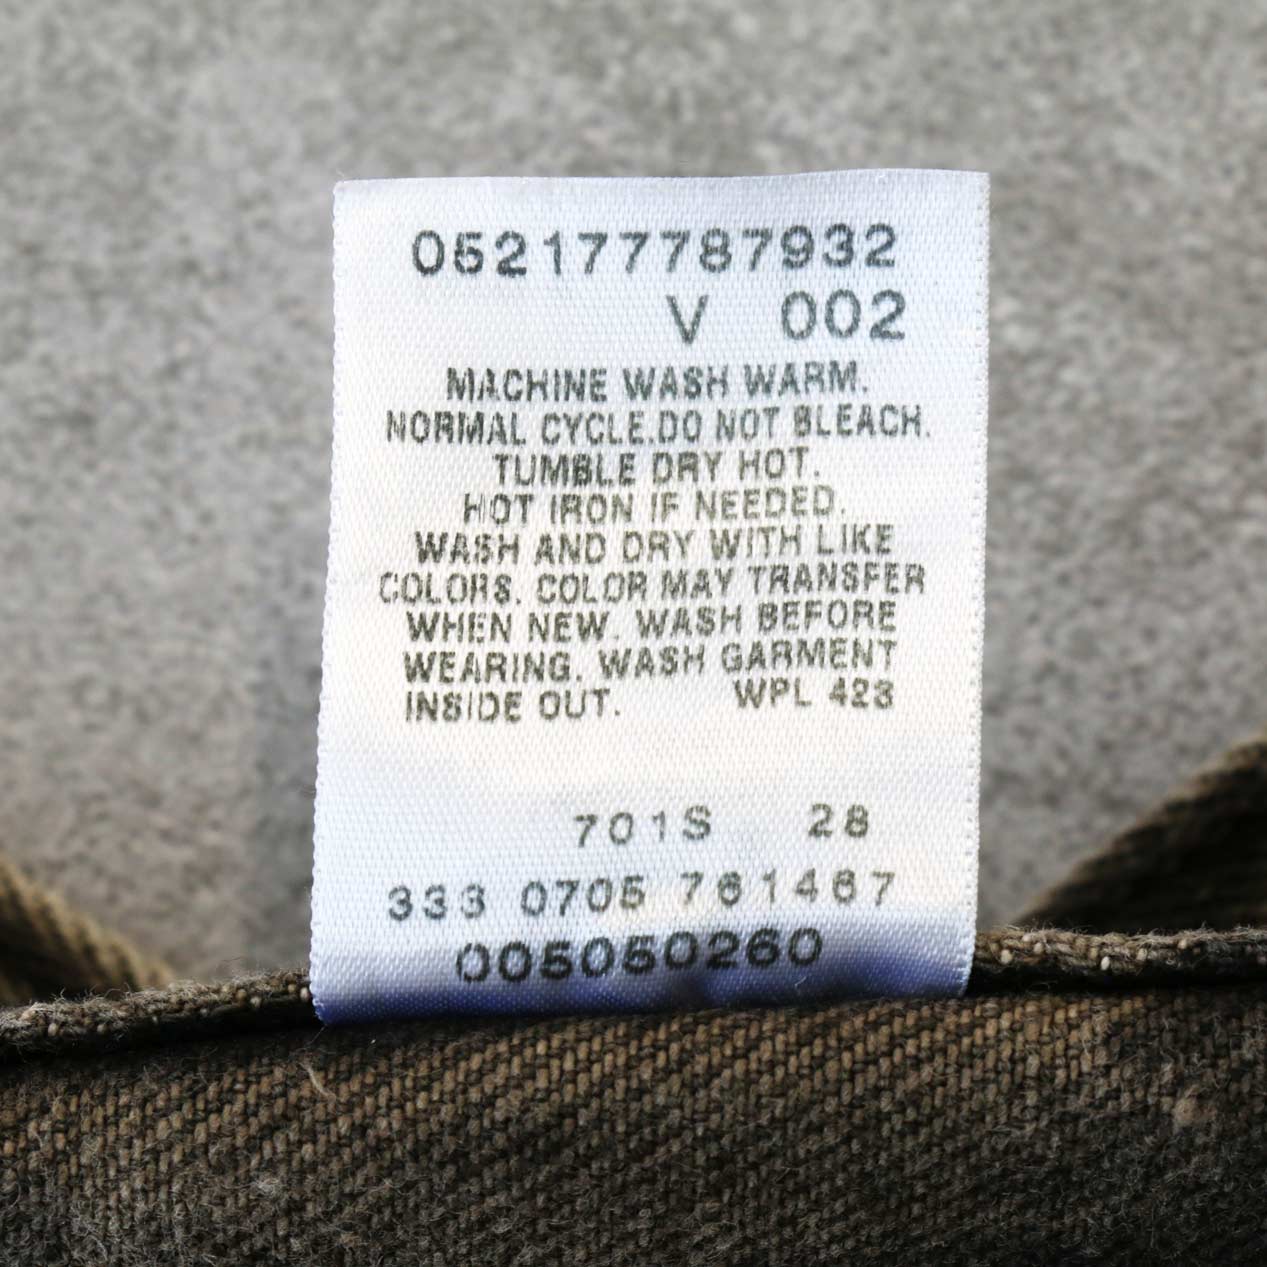 052177787932
V 002
MACHINE WASH WARM.
NORMAL CYCLE.DO NOT BLEACH.
TUMBLE DRY HOT.
HOT IRON IF NEEDED.
WASH AND DRY WITH LIKE
COLORS. COLOR MAY TRANSFER
WHEN NEW. WASH BEFORE
WEARING. WASH GARMENT
INSIDE OUT. WPL 423
701S 28
333 0705 761467
005050260